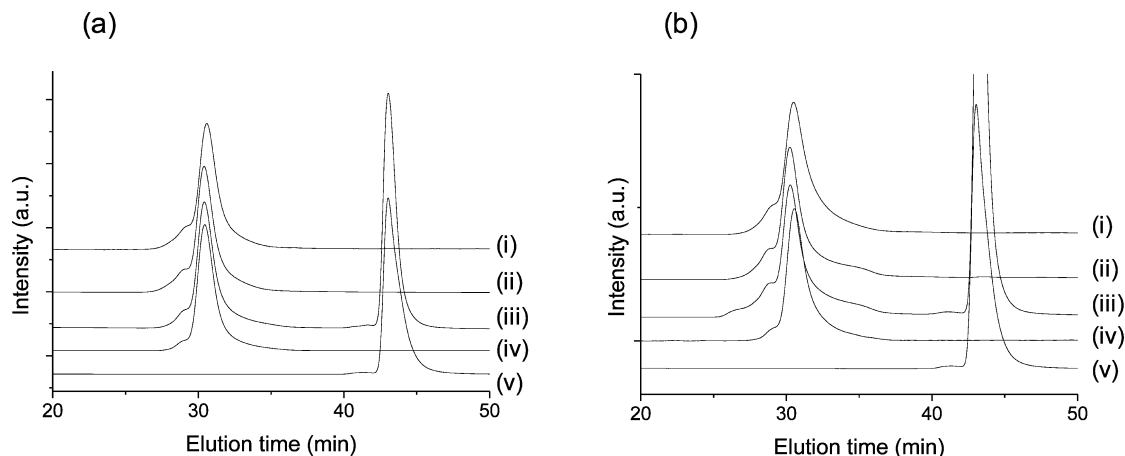 (a)
Intensity (a.u.)
(i)
(ii)
(iii)
(iv)
(v)
20 30 40 50
Elution time (min)
(b)
Intensity (a.u.)
(i)
(ii)
(iii)
(iv)
(v)
20 30 40 50
Elution time (min)